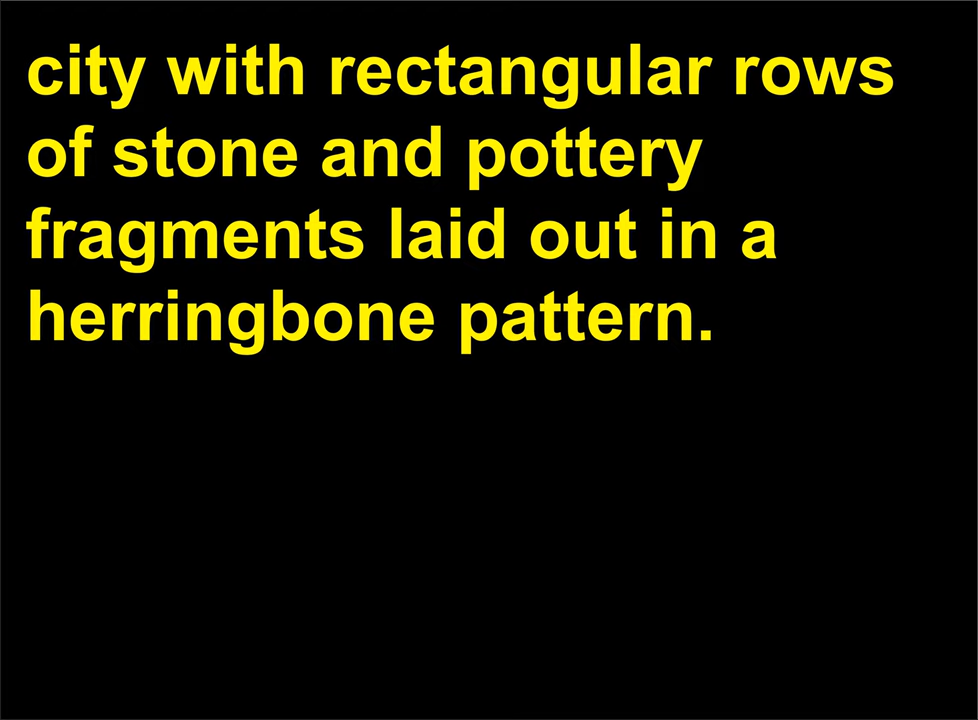 city with rectangular rows
of stone and pottery
fragments laid out in a
herringbone pattern.